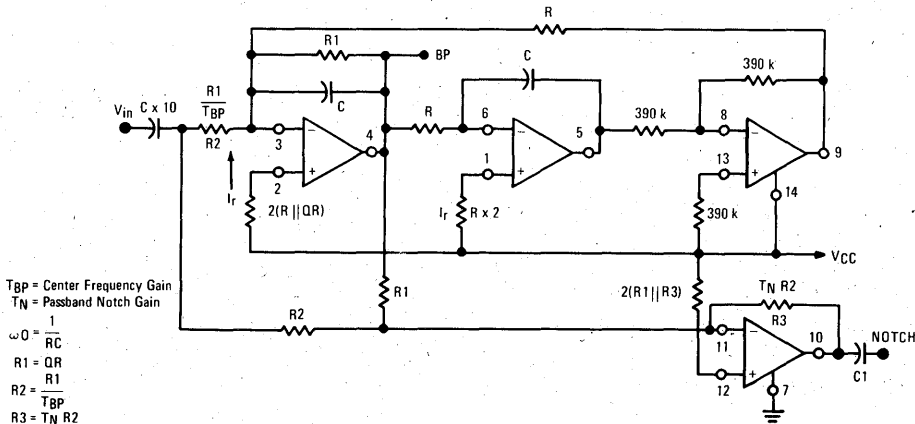 R
R1
BP
C
C
390 k
Vin
C x 10
R1
TBP
R2
R
390 k
3
4
6
5
8
9
2
1
13
14
Ir
2(R || QR)
Ir
R x 2
390 k
VCC
TBP = Center Frequency Gain
TN = Passband Notch Gain
ω0 = 1/RC
R1 = QR
R2 = R1/TBP
R3 = TN R2
R1
R2
2(R1 || R3)
TN R2
R3
11
10
NOTCH
12
7
C1